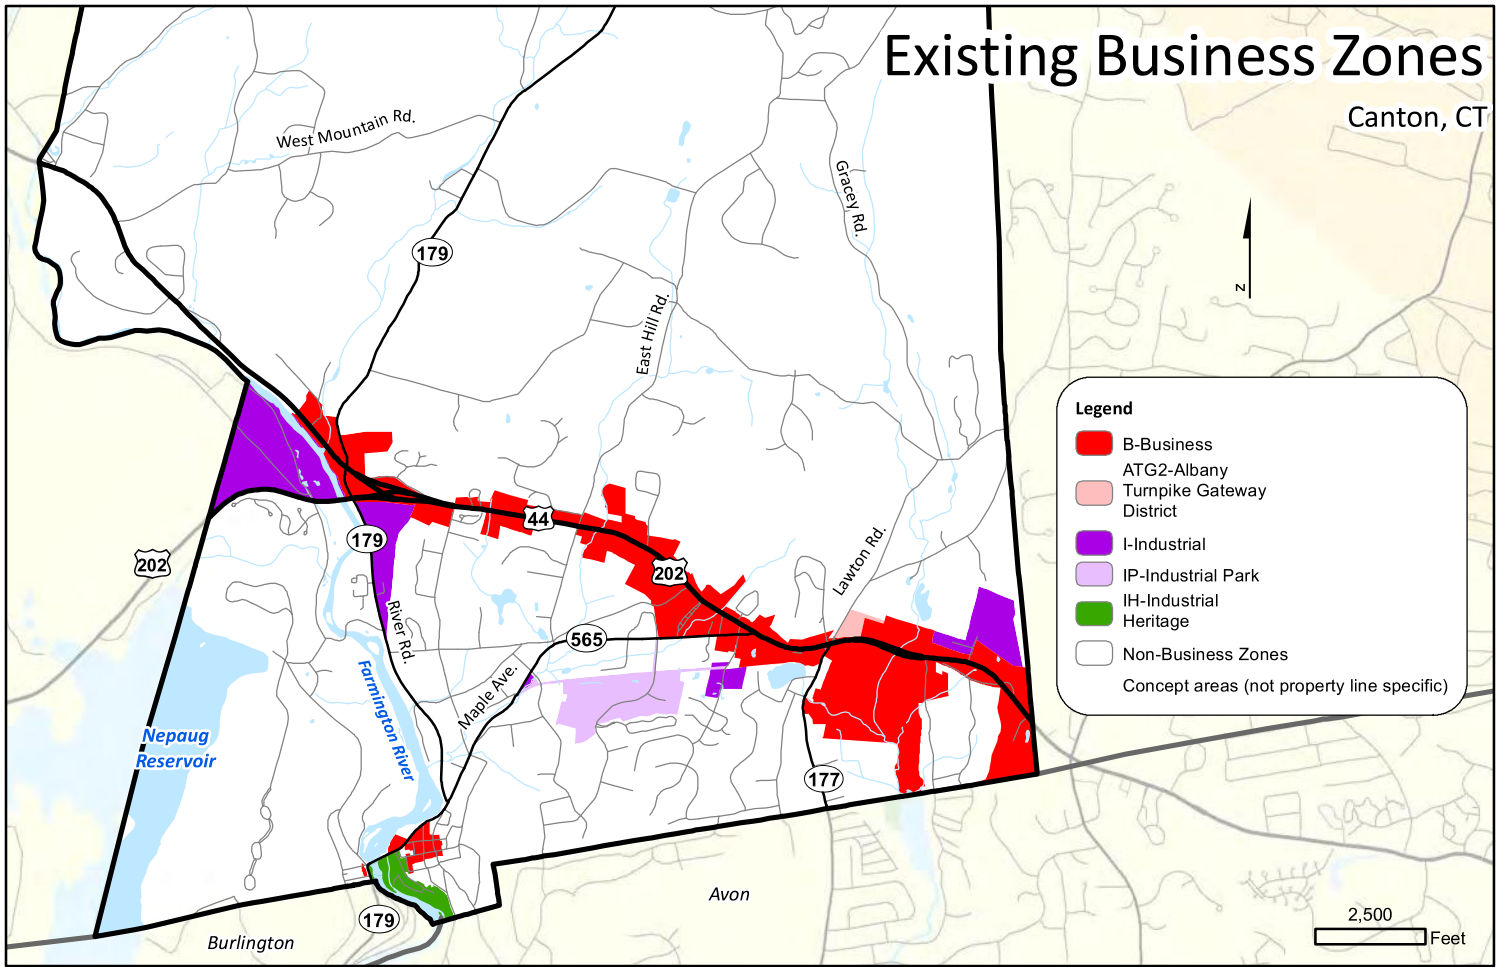 Existing Business Zones
Canton, CT
West Mountain Rd.
Gracey Rd.
179
N
East Hill Rd.
Legend
B-Business
ATG2-Albany
Turnpike Gateway
District
I-Industrial
IP-Industrial Park
IH-Industrial
Heritage
Non-Business Zones
Concept areas (not property line specific)
44
179
202
202
Lawton Rd.
River Rd.
565
Maple Ave.
Farmington River
Nepaug
Reservoir
177
Avon
179
Burlington
2,500
Feet